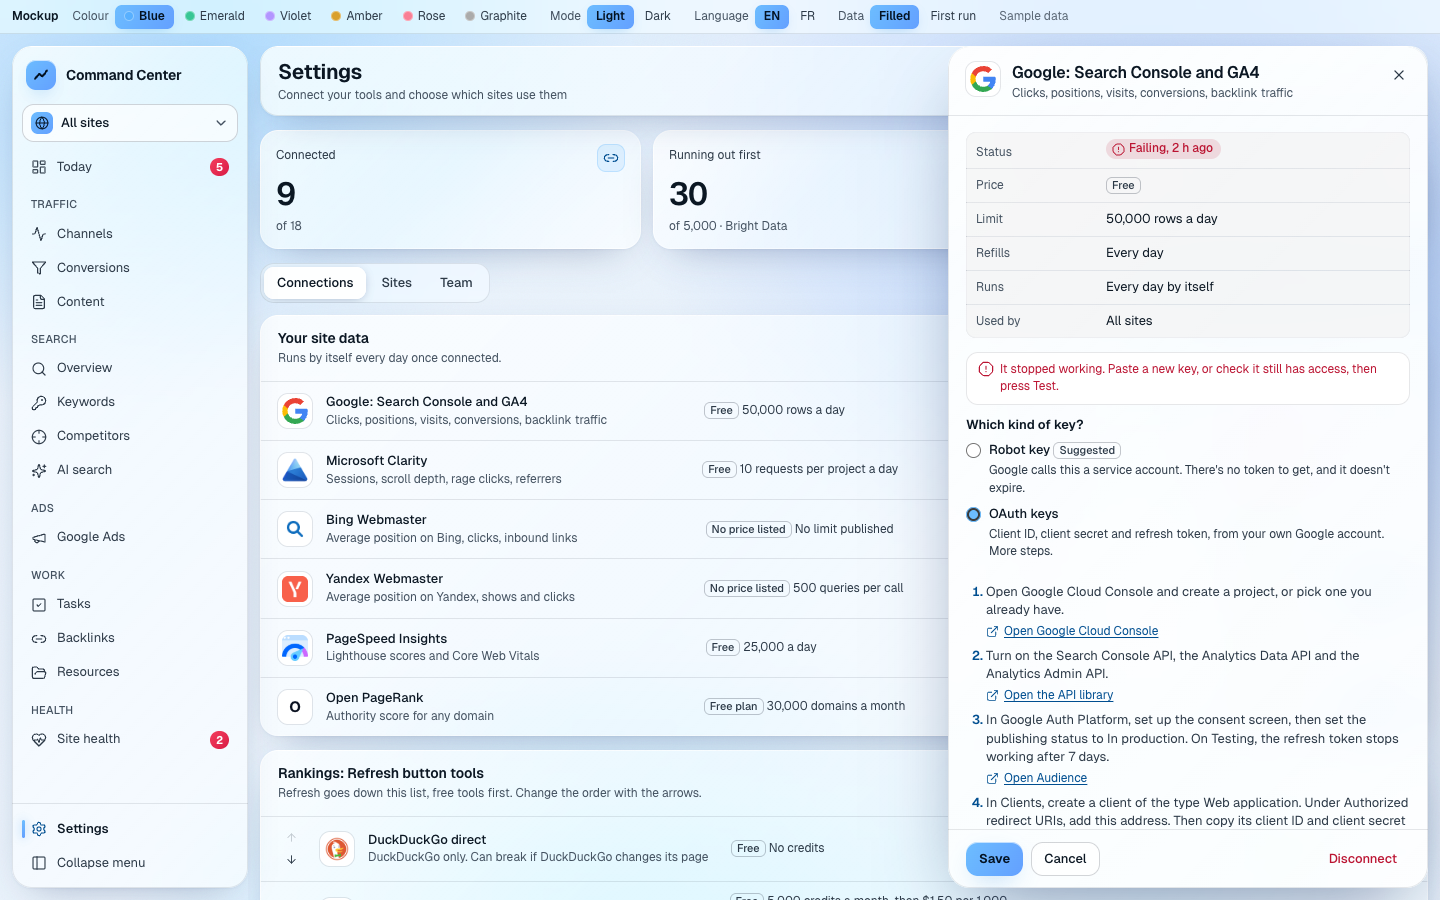 Mockup Colour Blue Emerald Violet Amber Rose Graphite Mode Light Dark Language EN FR Data Filled First run Sample data
Command Center
All sites
Today 5
TRAFFIC
Channels
Conversions
Content
SEARCH
Overview
Keywords
Competitors
AI search
ADS
Google Ads
WORK
Tasks
Backlinks
Resources
HEALTH
Site health 2
Settings
Collapse menu
Settings
Connect your tools and choose which sites use them
Connected
9
of 18
Running out first
30
of 5,000 · Bright Data
Connections Sites Team
Your site data
Runs by itself every day once connected.
Google: Search Console and GA4
Clicks, positions, visits, conversions, backlink traffic
Free 50,000 rows a day
Microsoft Clarity
Sessions, scroll depth, rage clicks, referrers
Free 10 requests per project a day
Bing Webmaster
Average position on Bing, clicks, inbound links
No price listed No limit published
Yandex Webmaster
Average position on Yandex, shows and clicks
No price listed 500 queries per call
PageSpeed Insights
Lighthouse scores and Core Web Vitals
Free 25,000 a day
O
Open PageRank
Authority score for any domain
Free plan 30,000 domains a month
Rankings: Refresh button tools
Refresh goes down this list, free tools first. Change the order with the arrows.
DuckDuckGo direct
DuckDuckGo only. Can break if DuckDuckGo changes its page
Free No credits
Free 5,000 credits a month, then $1.50 per 1,000
Google: Search Console and GA4
Clicks, positions, visits, conversions, backlink traffic
Status Failing, 2 h ago
Price Free
Limit 50,000 rows a day
Refills Every day
Runs Every day by itself
Used by All sites
It stopped working. Paste a new key, or check it still has access, then
press Test.
Which kind of key?
Robot key Suggested
Google calls this a service account. There's no token to get, and it doesn't
expire.
OAuth keys
Client ID, client secret and refresh token, from your own Google account.
More steps.
1. Open Google Cloud Console and create a project, or pick one you
already have.
Open Google Cloud Console
2. Turn on the Search Console API, the Analytics Data API and the
Analytics Admin API.
Open the API library
3. In Google Auth Platform, set up the consent screen, then set the
publishing status to In production. On Testing, the refresh token stops
working after 7 days.
Open Audience
4. In Clients, create a client of the type Web application. Under Authorized
redirect URIs, add this address. Then copy its client ID and client secret
Save Cancel Disconnect